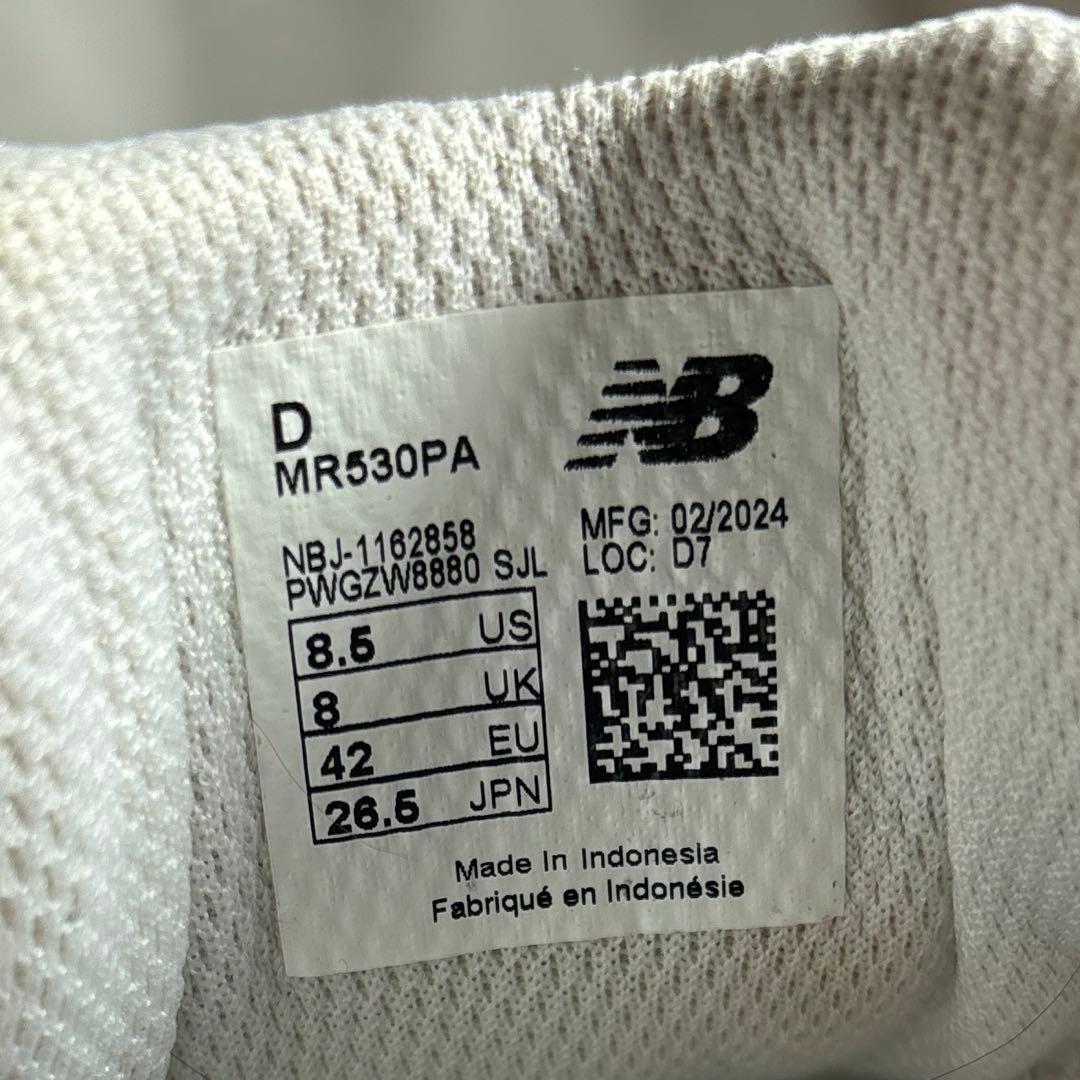 D
MR530PA
NB
NBJ-1162858
PWGZW8880 SJL
MFG: 02/2024
LOC: D7
8.5 US
8 UK
42 EU
26.5 JPN
Made In Indonesia
Fabriqué en Indonésie